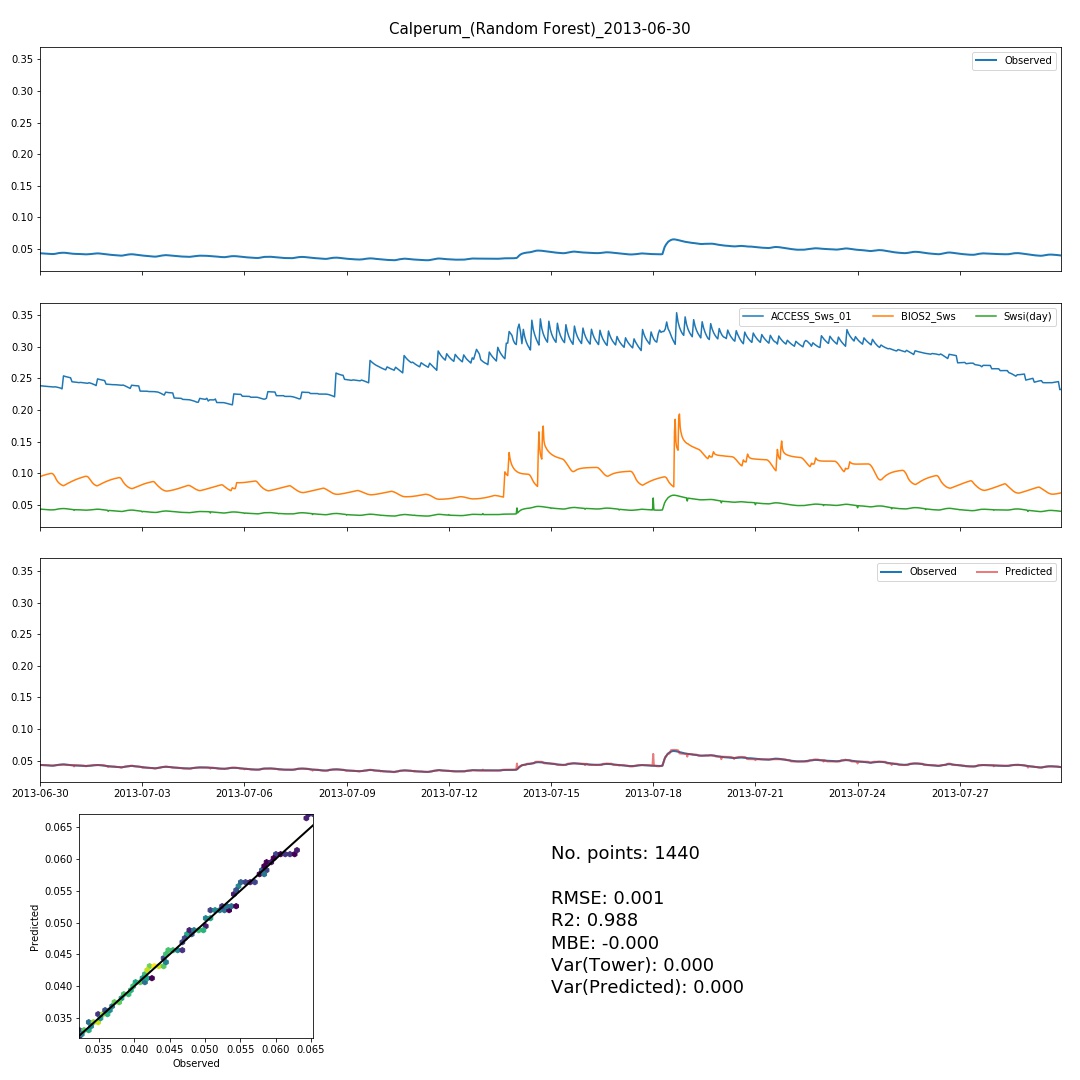 Calperum_(Random Forest)_2013-06-30
0.35
Observed
0.30
0.25
0.20
0.15
0.10
0.05
0.35
ACCESS_Sws_01 BIOS2_Sws Swsi(day)
0.30
0.25
0.20
0.15
0.10
0.05
0.35
Observed Predicted
0.30
0.25
0.20
0.15
0.10
0.05
2013-06-30 2013-07-03 2013-07-06 2013-07-09 2013-07-12 2013-07-15 2013-07-18 2013-07-21 2013-07-24 2013-07-27
0.065
0.060
0.055
0.050
0.045
0.040
0.035
Predicted
0.035 0.040 0.045 0.050 0.055 0.060 0.065
Observed
No. points: 1440
RMSE: 0.001
R2: 0.988
MBE: -0.000
Var(Tower): 0.000
Var(Predicted): 0.000